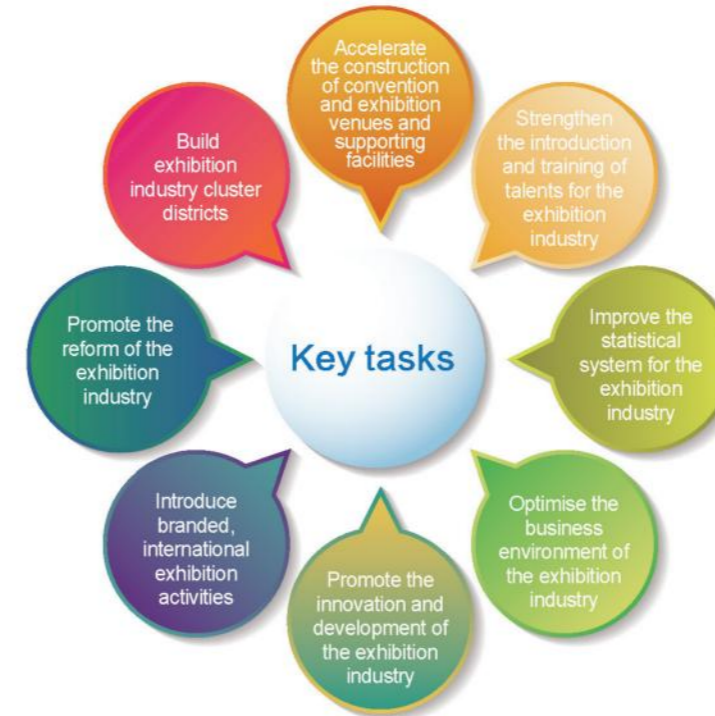 Accelerate
the construction
of convention
and exhibition
venues and
supporting
facilities
Strengthen
the introduction
and training of
talents for the
exhibition
industry
Improve the
statistical
system for the
exhibition
industry
Optimise the
business
environment of
the exhibition
industry
Promote the
innovation and
development of
the exhibition
industry
Introduce
branded,
international
exhibition
activities
Promote the
reform of the
exhibition
industry
Build
exhibition
industry cluster
districts
Key tasks